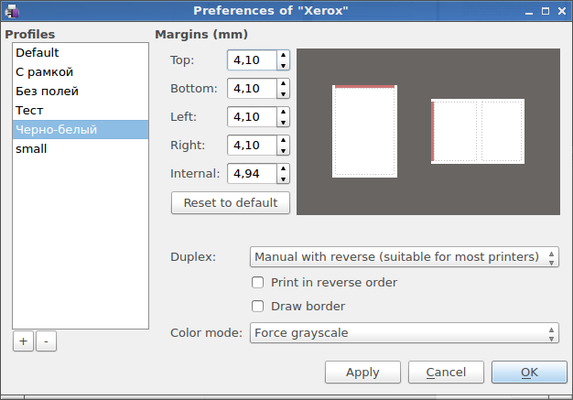 Preferences of "Xerox"
Profiles
Default
С рамкой
Без полей
Тест
Черно-белый
small
+ -
Margins (mm)
Top: 4,10
Bottom: 4,10
Left: 4,10
Right: 4,10
Internal: 4,94
Reset to default
Duplex: Manual with reverse (suitable for most printers)
Print in reverse order
Draw border
Color mode: Force grayscale
Apply Cancel OK